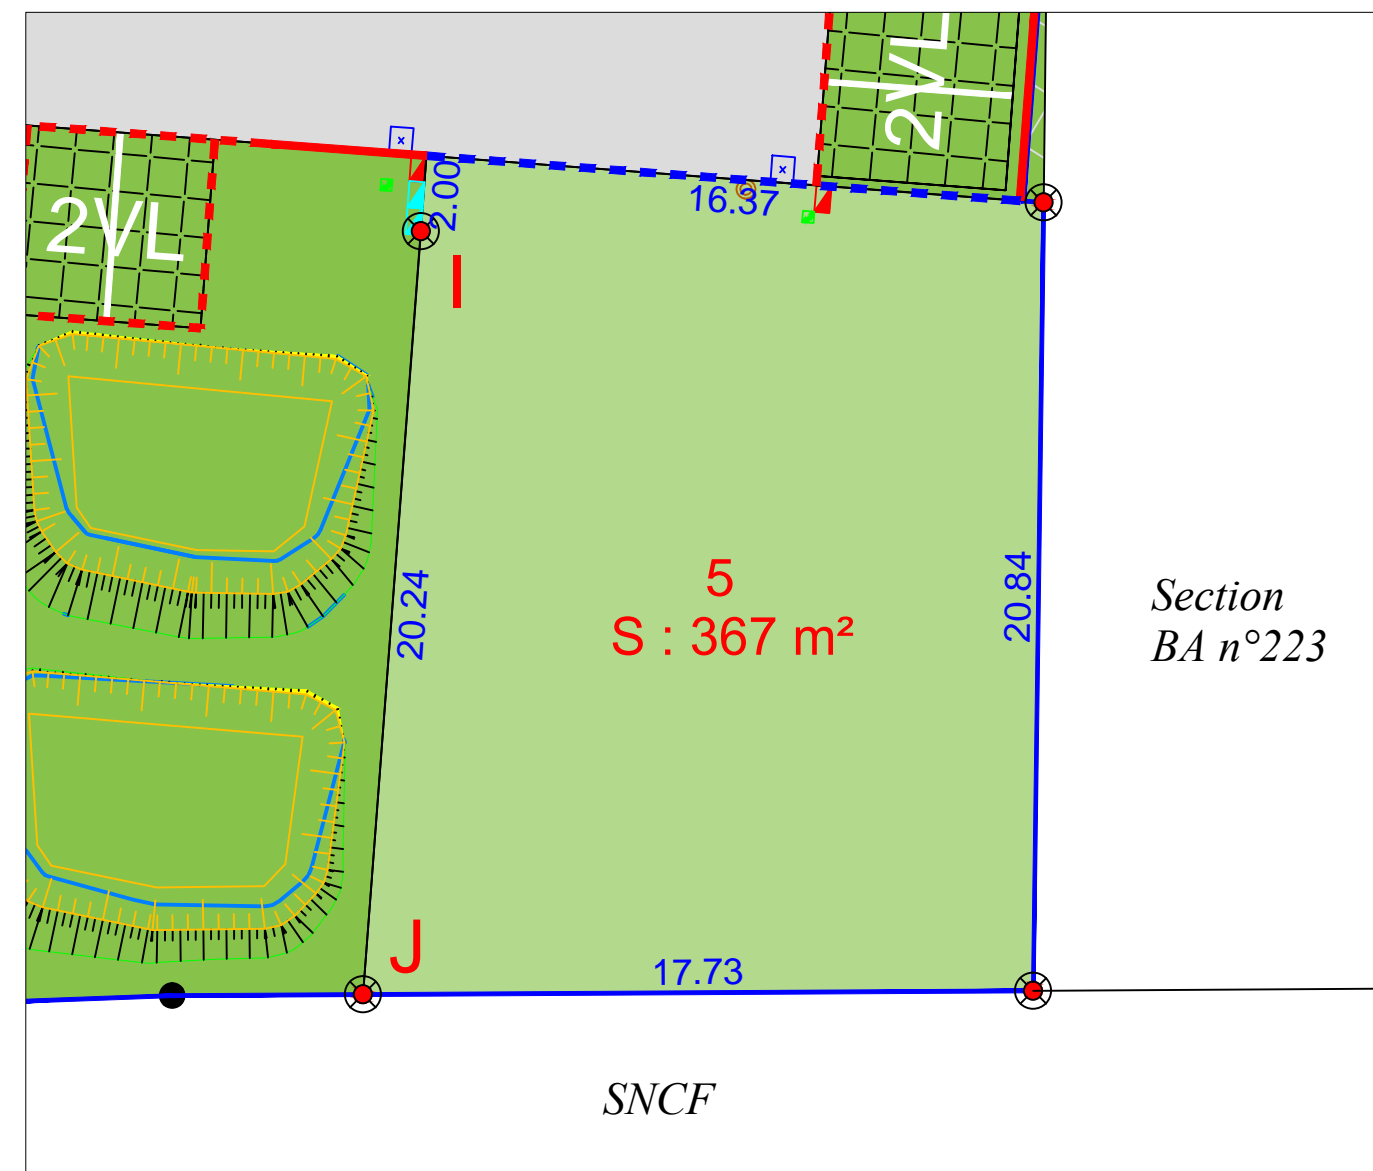 2VL
2VL
2.00
16.37
I
20.24
5
S : 367 m²
20.84
Section
BA n°223
J
17.73
SNCF